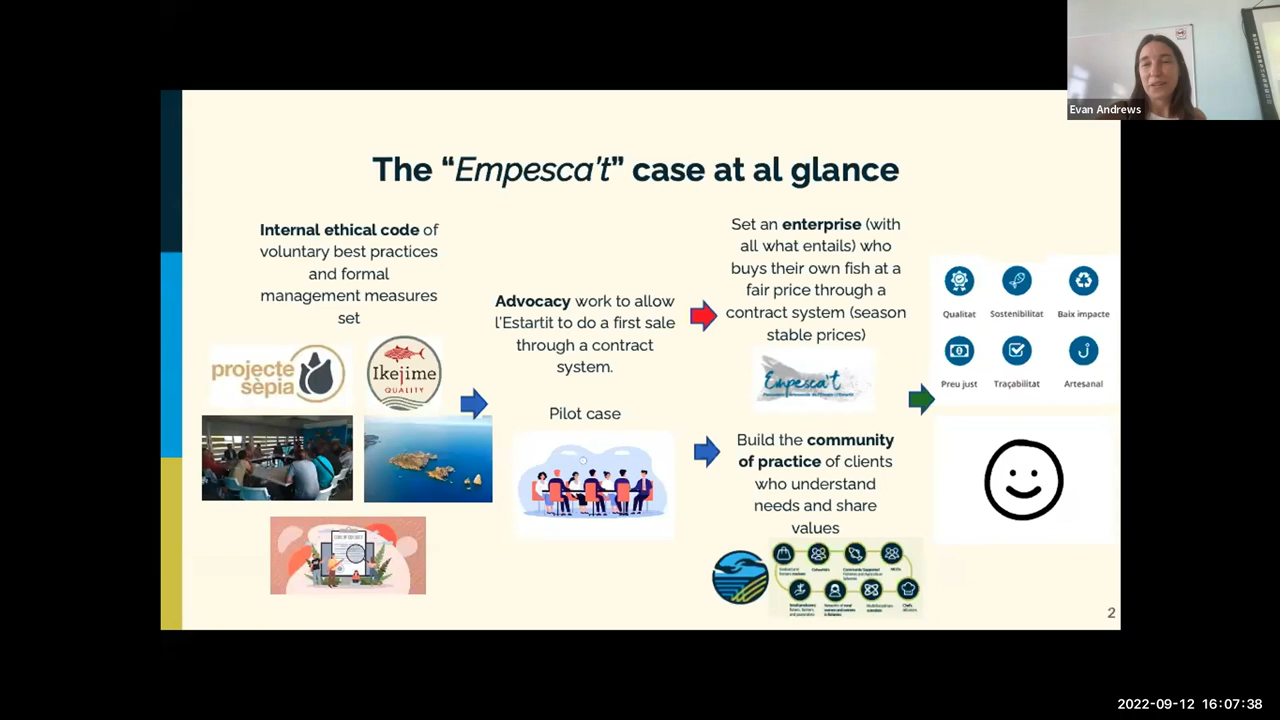 Evan Andrews
The “Empesca't” case at al glance
Internal ethical code of
voluntary best practices
and formal
management measures
set
projecte
sèpia
Ikejime
QUALITY
Advocacy work to allow
l'Estartit to do a first sale
through a contract
system.
Pilot case
Set an enterprise (with
all what entails) who
buys their own fish at a
fair price through a
contract system (season
stable prices)
Empesca't
Build the community
of practice of clients
who understand
needs and share
values
Qualitat
Sostenibilitat
Baix impacte
Preu just
Traçabilitat
Artesanal
2
2022-09-12 16:07:38